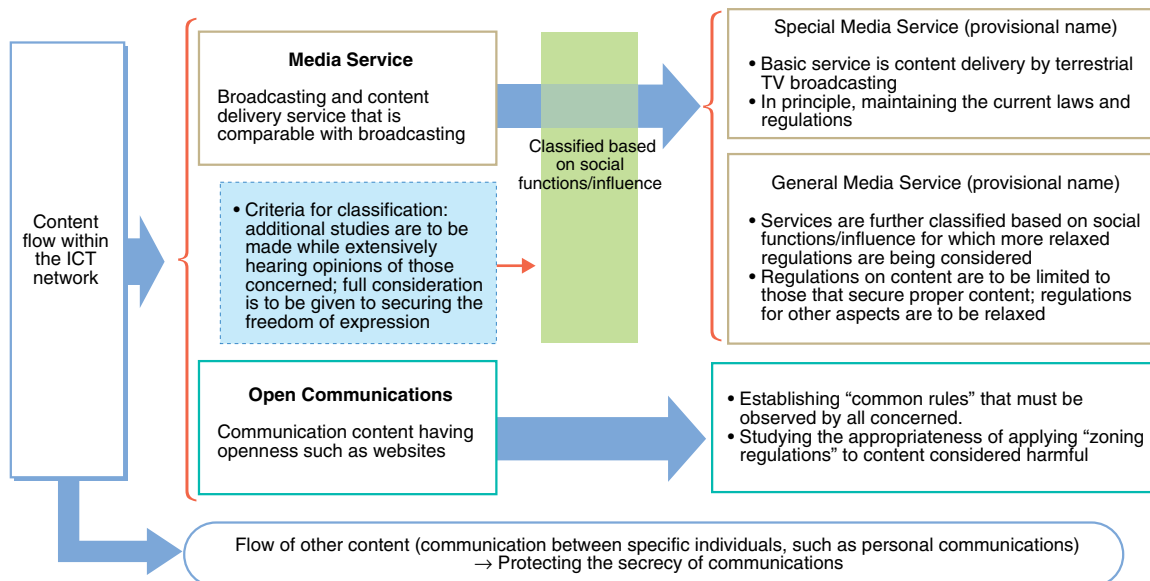 Content
flow within
the ICT
network
Media Service
Broadcasting and content
delivery service that is
comparable with broadcasting
• Criteria for classification:
additional studies are to be
made while extensively
hearing opinions of those
concerned; full consideration
is to be given to securing the
freedom of expression
Classified based
on social
functions/influence
Special Media Service (provisional name)
• Basic service is content delivery by terrestrial
TV broadcasting
• In principle, maintaining the current laws and
regulations
General Media Service (provisional name)
• Services are further classified based on social
functions/influence for which more relaxed
regulations are being considered
• Regulations on content are to be limited to
those that secure proper content; regulations
for other aspects are to be relaxed
Open Communications
Communication content having
openness such as websites
• Establishing “common rules” that must be
observed by all concerned.
• Studying the appropriateness of applying “zoning
regulations” to content considered harmful
Flow of other content (communication between specific individuals, such as personal communications)
→ Protecting the secrecy of communications